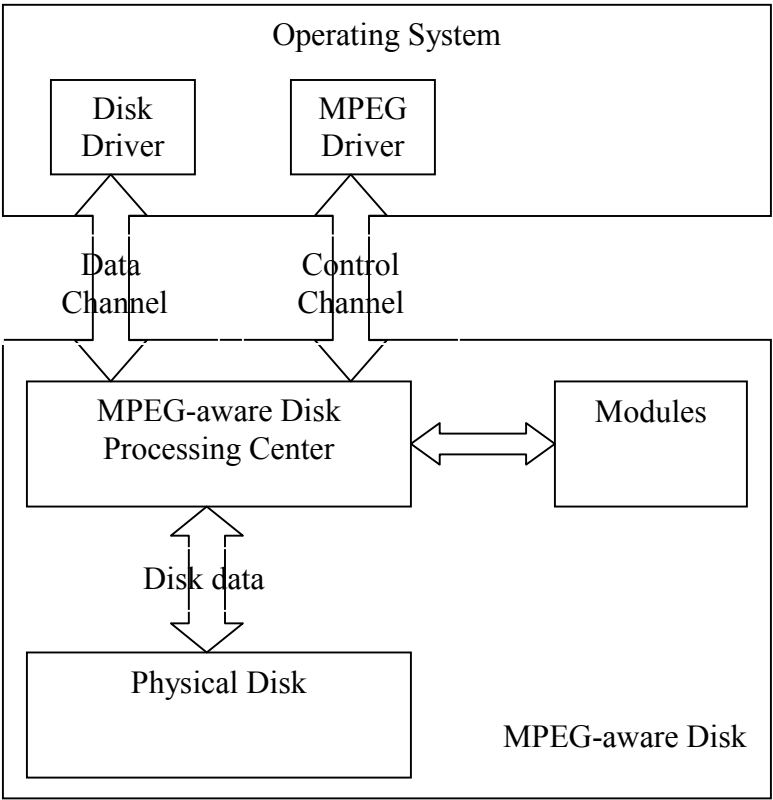 Operating System
Disk
Driver
MPEG
Driver
Data
Channel
Control
Channel
MPEG-aware Disk
Processing Center
Modules
Disk data
Physical Disk
MPEG-aware Disk